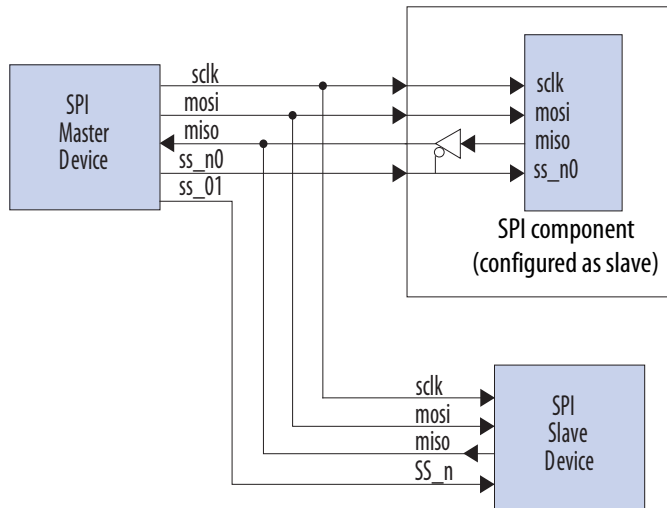 SPI
Master
Device
sclk
mosi
miso
ss_n0
ss_01
sclk
mosi
miso
ss_n0
SPI component
(configured as slave)
sclk
mosi
miso
SS_n
SPI
Slave
Device